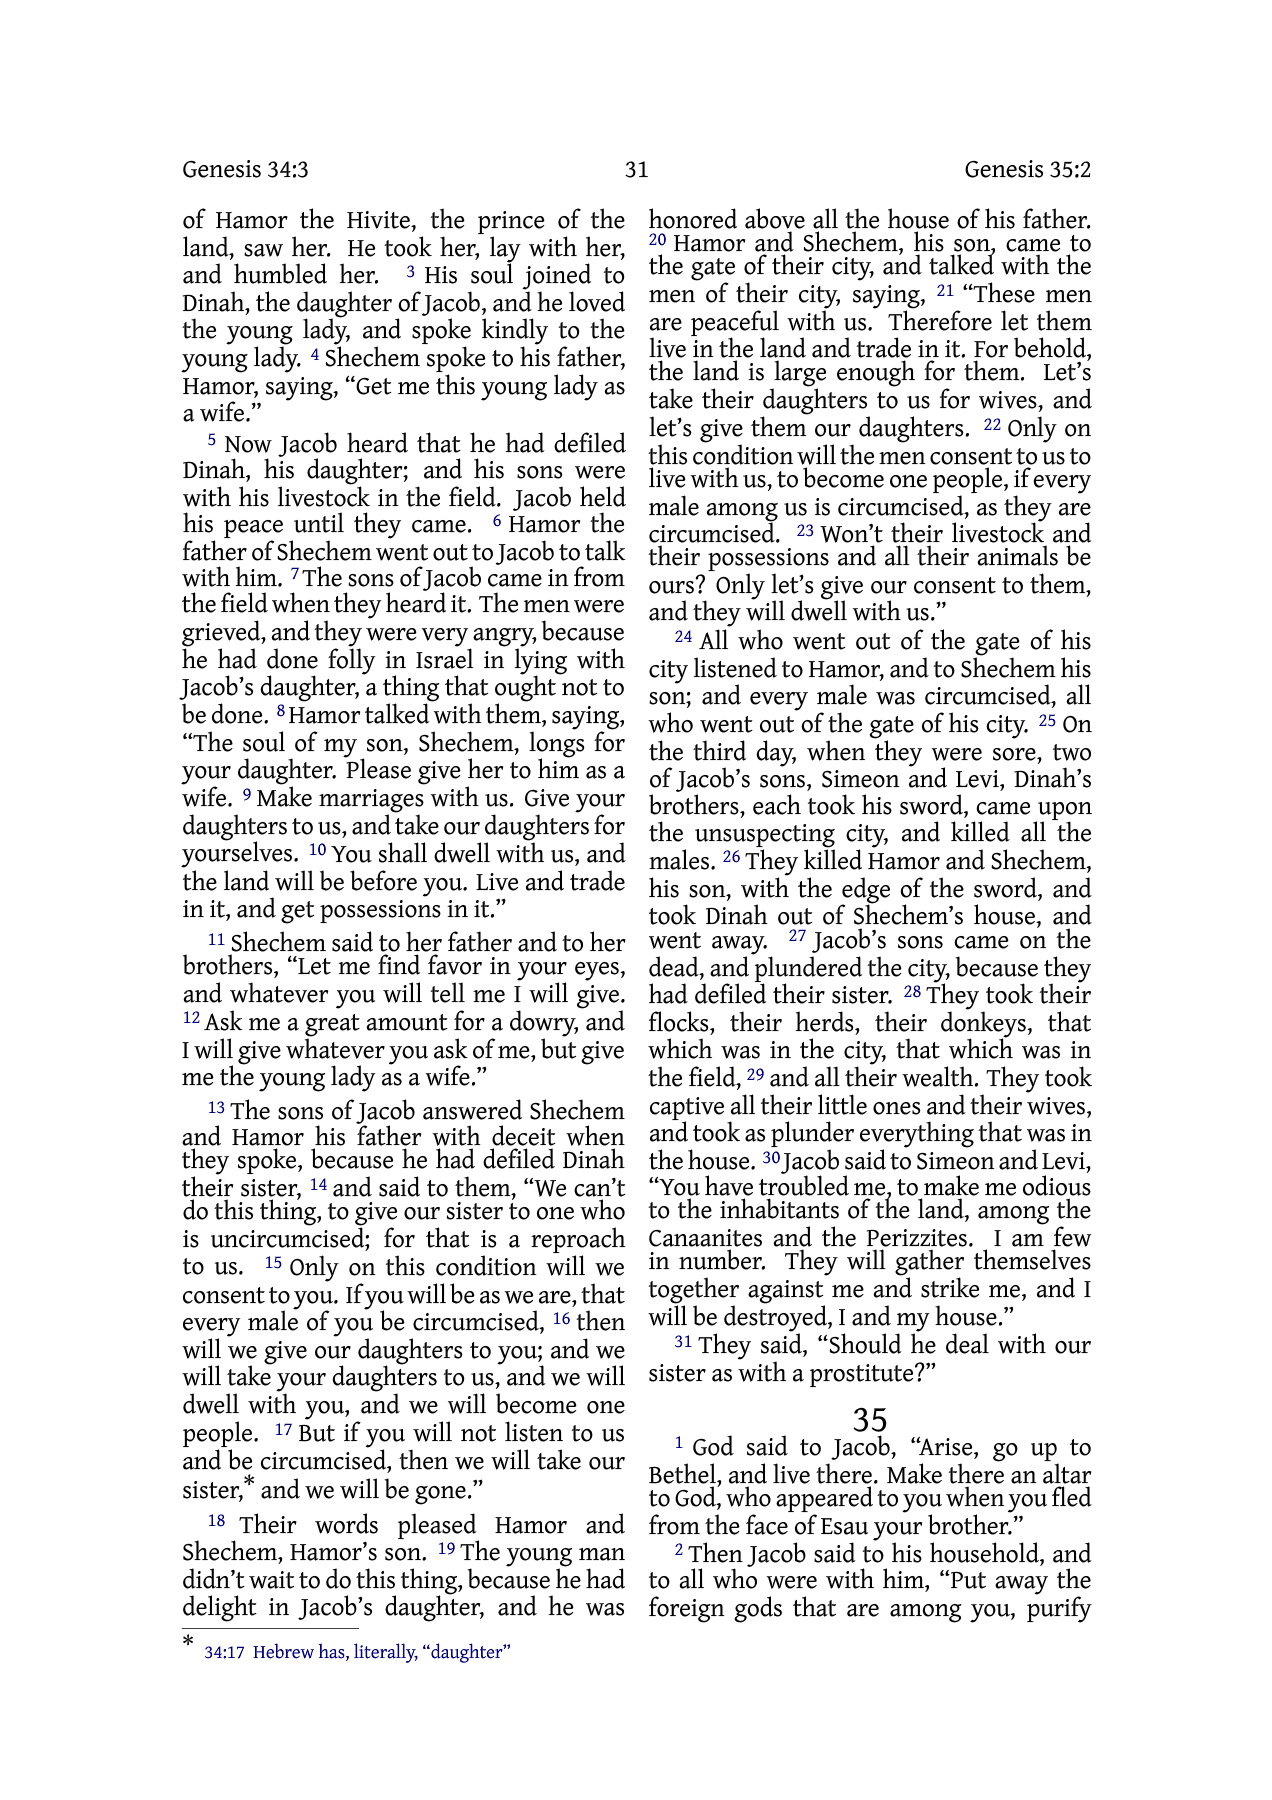 Genesis 34:3 31 Genesis 35:2
of Hamor the Hivite, the prince of the
land, saw her. He took her, lay with her,
and humbled her. 3 His soul joined to
Dinah, the daughter of Jacob, and he loved
the young lady, and spoke kindly to the
young lady. 4 Shechem spoke to his father,
Hamor, saying, “Get me this young lady as
a wife.”
5 Now Jacob heard that he had defiled
Dinah, his daughter; and his sons were
with his livestock in the field. Jacob held
his peace until they came. 6 Hamor the
father of Shechem went out to Jacob to talk
with him. 7 The sons of Jacob came in from
the field when they heard it. The men were
grieved, and they were very angry, because
he had done folly in Israel in lying with
Jacob’s daughter, a thing that ought not to
be done. 8 Hamor talked with them, saying,
“The soul of my son, Shechem, longs for
your daughter. Please give her to him as a
wife. 9 Make marriages with us. Give your
daughters to us, and take our daughters for
yourselves. 10 You shall dwell with us, and
the land will be before you. Live and trade
in it, and get possessions in it.”
11 Shechem said to her father and to her
brothers, “Let me find favor in your eyes,
and whatever you will tell me I will give.
12 Ask me a great amount for a dowry, and
I will give whatever you ask of me, but give
me the young lady as a wife.”
13 The sons of Jacob answered Shechem
and Hamor his father with deceit when
they spoke, because he had defiled Dinah
their sister, 14 and said to them, “We can’t
do this thing, to give our sister to one who
is uncircumcised; for that is a reproach
to us. 15 Only on this condition will we
consent to you. If you will be as we are, that
every male of you be circumcised, 16 then
will we give our daughters to you; and we
will take your daughters to us, and we will
dwell with you, and we will become one
people. 17 But if you will not listen to us
and be circumcised, then we will take our
sister,* and we will be gone.”
18 Their words pleased Hamor and
Shechem, Hamor’s son. 19 The young man
didn’t wait to do this thing, because he had
delight in Jacob’s daughter, and he was
honored above all the house of his father.
20 Hamor and Shechem, his son, came to
the gate of their city, and talked with the
men of their city, saying, 21 “These men
are peaceful with us. Therefore let them
live in the land and trade in it. For behold,
the land is large enough for them. Let’s
take their daughters to us for wives, and
let’s give them our daughters. 22 Only on
this condition will the men consent to us to
live with us, to become one people, if every
male among us is circumcised, as they are
circumcised. 23 Won’t their livestock and
their possessions and all their animals be
ours? Only let’s give our consent to them,
and they will dwell with us.”
24 All who went out of the gate of his
city listened to Hamor, and to Shechem his
son; and every male was circumcised, all
who went out of the gate of his city. 25 On
the third day, when they were sore, two
of Jacob’s sons, Simeon and Levi, Dinah’s
brothers, each took his sword, came upon
the unsuspecting city, and killed all the
males. 26 They killed Hamor and Shechem,
his son, with the edge of the sword, and
took Dinah out of Shechem’s house, and
went away. 27 Jacob’s sons came on the
dead, and plundered the city, because they
had defiled their sister. 28 They took their
flocks, their herds, their donkeys, that
which was in the city, that which was in
the field, 29 and all their wealth. They took
captive all their little ones and their wives,
and took as plunder everything that was in
the house. 30 Jacob said to Simeon and Levi,
“You have troubled me, to make me odious
to the inhabitants of the land, among the
Canaanites and the Perizzites. I am few
in number. They will gather themselves
together against me and strike me, and I
will be destroyed, I and my house.”
31 They said, “Should he deal with our
sister as with a prostitute?”
35
1 God said to Jacob, “Arise, go up to
Bethel, and live there. Make there an altar
to God, who appeared to you when you fled
from the face of Esau your brother.”
2 Then Jacob said to his household, and
to all who were with him, “Put away the
foreign gods that are among you, purify
* 34:17 Hebrew has, literally, “daughter”